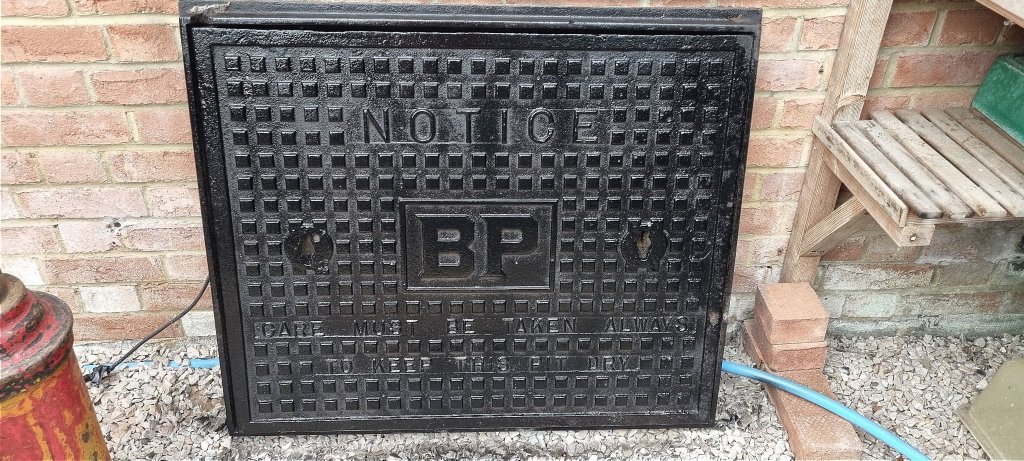 NOTICE
BP
CARE MUST BE TAKEN ALWAYS
TO KEEP THIS PIT DRY